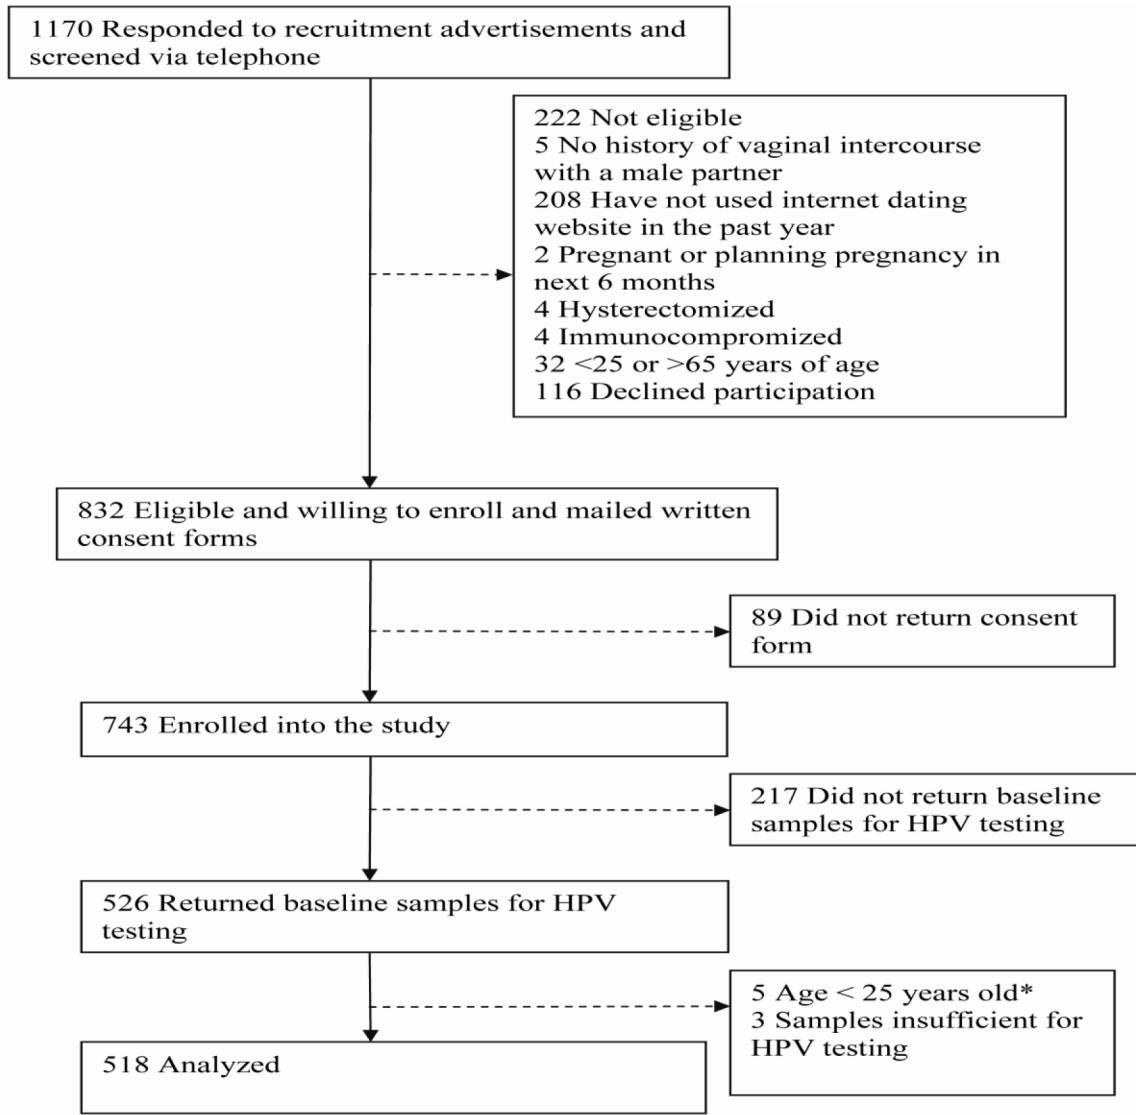 1170 Responded to recruitment advertisements and
screened via telephone
222 Not eligible
5 No history of vaginal intercourse
with a male partner
208 Have not used internet dating
website in the past year
2 Pregnant or planning pregnancy in
next 6 months
4 Hysterectomized
4 Immunocompromized
32 <25 or >65 years of age
116 Declined participation
832 Eligible and willing to enroll and mailed written
consent forms
89 Did not return consent
form
743 Enrolled into the study
217 Did not return baseline
samples for HPV testing
526 Returned baseline samples for HPV
testing
5 Age < 25 years old*
3 Samples insufficient for
HPV testing
518 Analyzed